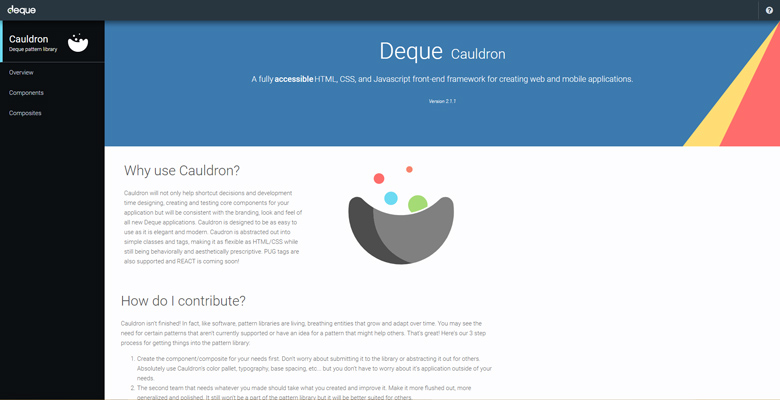 deque
Cauldron
Deque pattern library
Overview
Components
Composites
Deque Cauldron
A fully accessible HTML, CSS, and Javascript front-end framework for creating web and mobile applications.
Version 2.1.1
Why use Cauldron?
Cauldron will not only help shortcut decisions and development
time designing, creating and testing core components for your
application but will be consistent with the branding, look and feel of
all new Deque applications. Cauldron is designed to be as easy to
use as it is elegant and modern. Caudron is abstracted out into
simple classes and tags, making it as flexible as HTML/CSS while
still being behaviorally and aesthetically prescriptive. PUG tags are
also supported and REACT is coming soon!
How do I contribute?
Cauldron isn't finished! In fact, like software, pattern libraries are living, breathing entities that grow and adapt over time. You may see the
need for certain patterns that aren't currently supported or have an idea for a pattern that might help others. That's great! Here's our 3 step
process for getting things into the pattern library:
1. Create the component/composite for your needs first. Don't worry about submitting it to the library or abstracting it out for others.
Absolutely use Cauldron's color pallet, typography, base spacing, etc... but you don't have to worry about it's application outside of your
needs.
2. The second team that needs whatever you made should take what you created and improve it. Make it more flushed out, more
generalized and polished. It still won't be a part of the pattern library but it will be better suited for others.